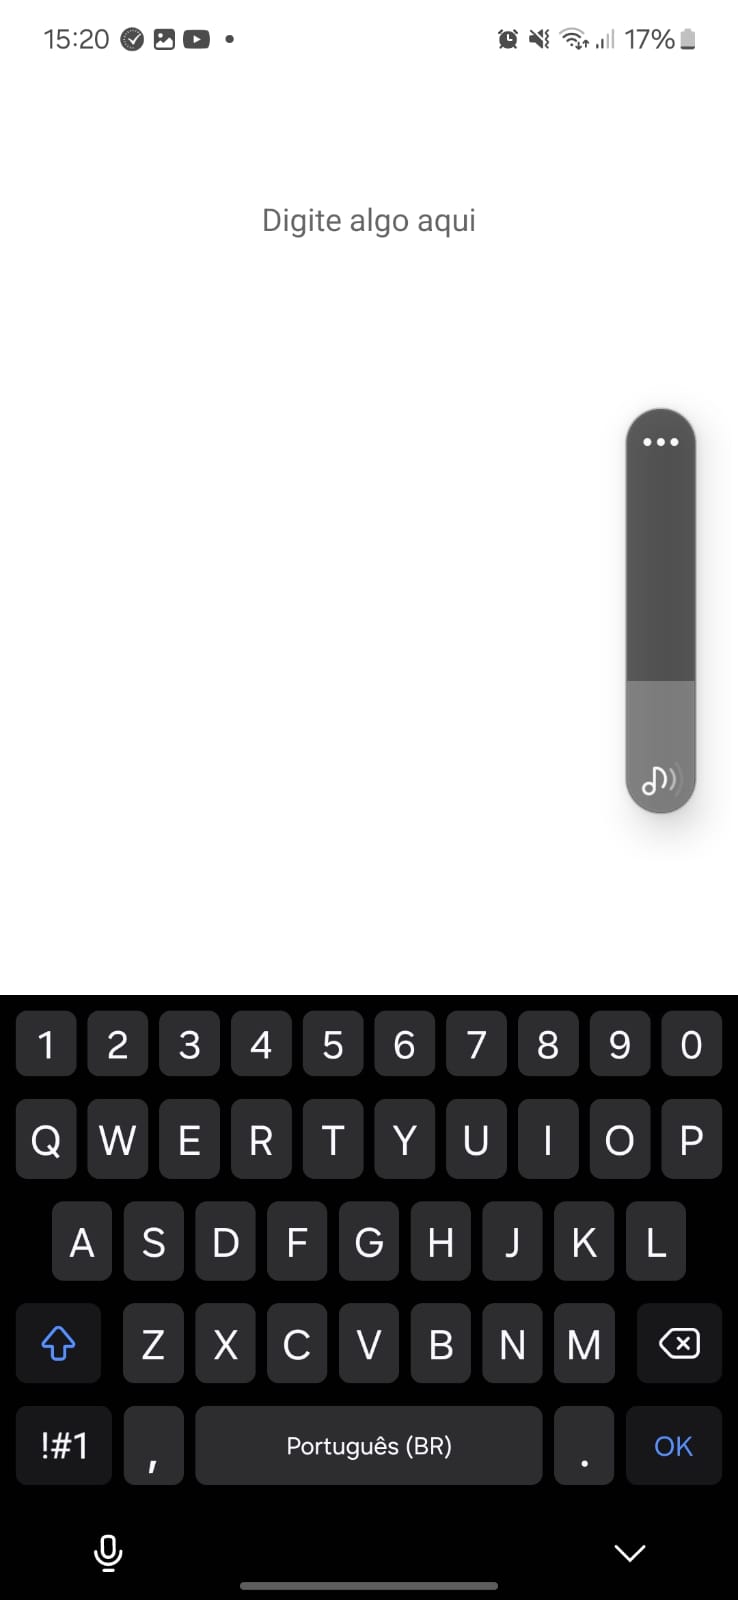 15:20
17%
Digite algo aqui
1 2 3 4 5 6 7 8 9 0
Q W E R T Y U I O P
A S D F G H J K L
Z X C V B N M
!#1 , Português (BR) . OK